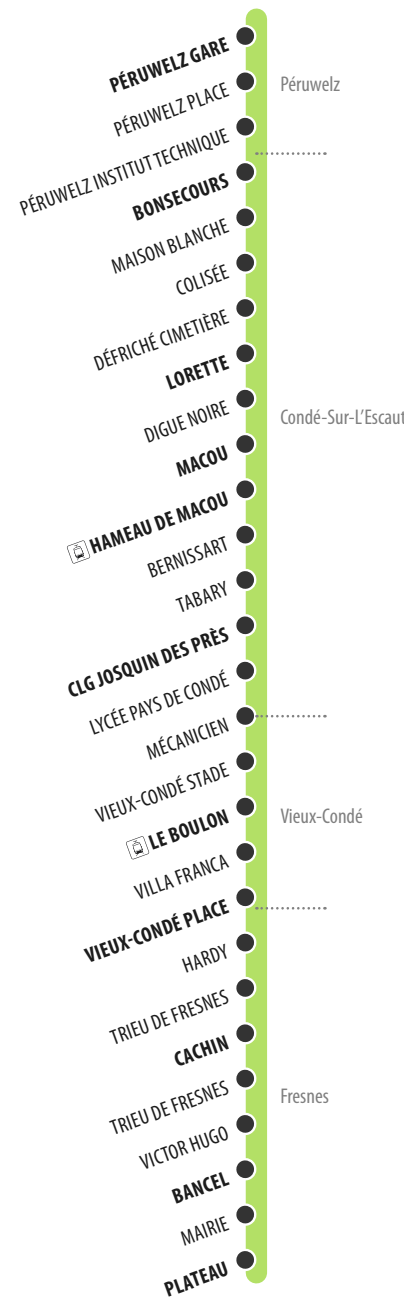 PÉRUWELZ GARE
PÉRUWELZ PLACE
Péruwelz
PÉRUWELZ INSTITUT TECHNIQUE
BONSECOURS
MAISON BLANCHE
COLISÉE
DÉFRICHÉ CIMETIÈRE
LORETTE
DIGUE NOIRE
Condé-Sur-L'Escaut
MACOU
HAMEAU DE MACOU
BERNISSART
TABARY
CLG JOSQUIN DES PRÈS
LYCÉE PAYS DE CONDÉ
MÉCANICIEN
VIEUX-CONDÉ STADE
LE BOULON
Vieux-Condé
VILLA FRANCA
VIEUX-CONDÉ PLACE
HARDY
TRIEU DE FRESNES
CACHIN
TRIEU DE FRESNES
Fresnes
VICTOR HUGO
BANCEL
MAIRIE
PLATEAU